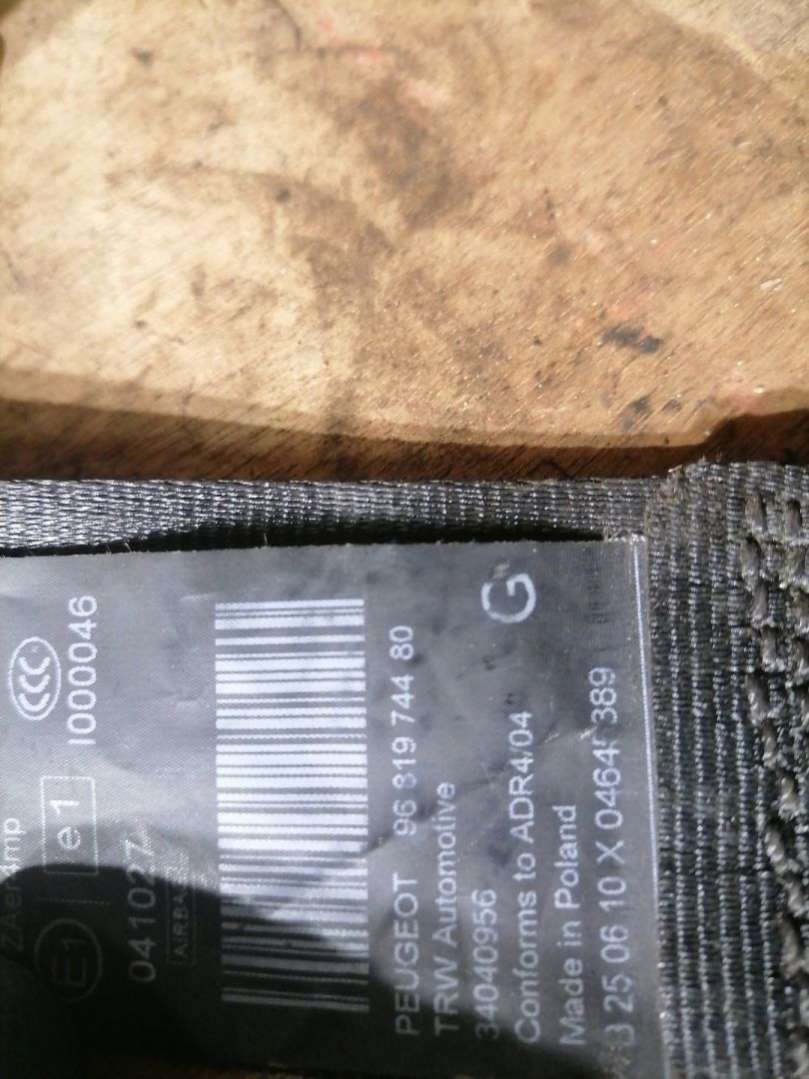 ZAer4mp
E1 e1 CCC
041027 I000046
AIRBAG
PEUGEOT 96 819 744 80
TRW Automotive
34040956 G
Conforms to ADR4/04
Made in Poland
25 06 10 X